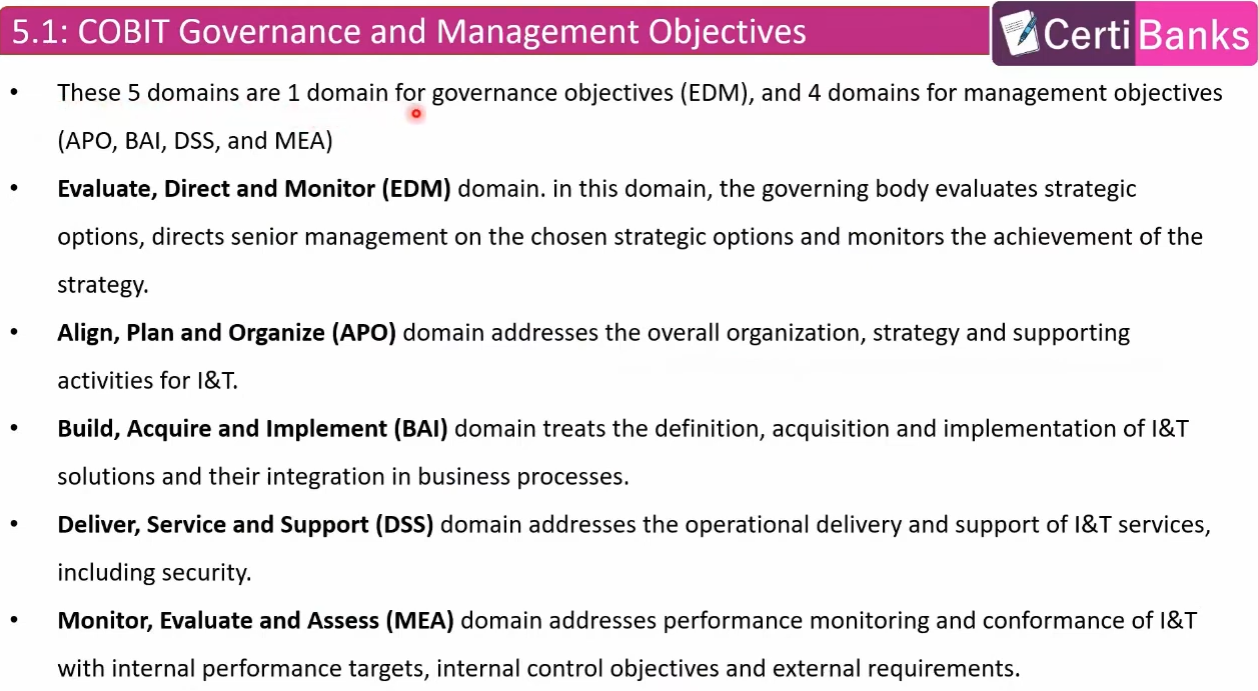 5.1: COBIT Governance and Management Objectives
CertiBanks
• These 5 domains are 1 domain for governance objectives (EDM), and 4 domains for management objectives
(APO, BAI, DSS, and MEA)
• Evaluate, Direct and Monitor (EDM) domain. in this domain, the governing body evaluates strategic
options, directs senior management on the chosen strategic options and monitors the achievement of the
strategy.
• Align, Plan and Organize (APO) domain addresses the overall organization, strategy and supporting
activities for I&T.
• Build, Acquire and Implement (BAI) domain treats the definition, acquisition and implementation of I&T
solutions and their integration in business processes.
• Deliver, Service and Support (DSS) domain addresses the operational delivery and support of I&T services,
including security.
• Monitor, Evaluate and Assess (MEA) domain addresses performance monitoring and conformance of I&T
with internal performance targets, internal control objectives and external requirements.